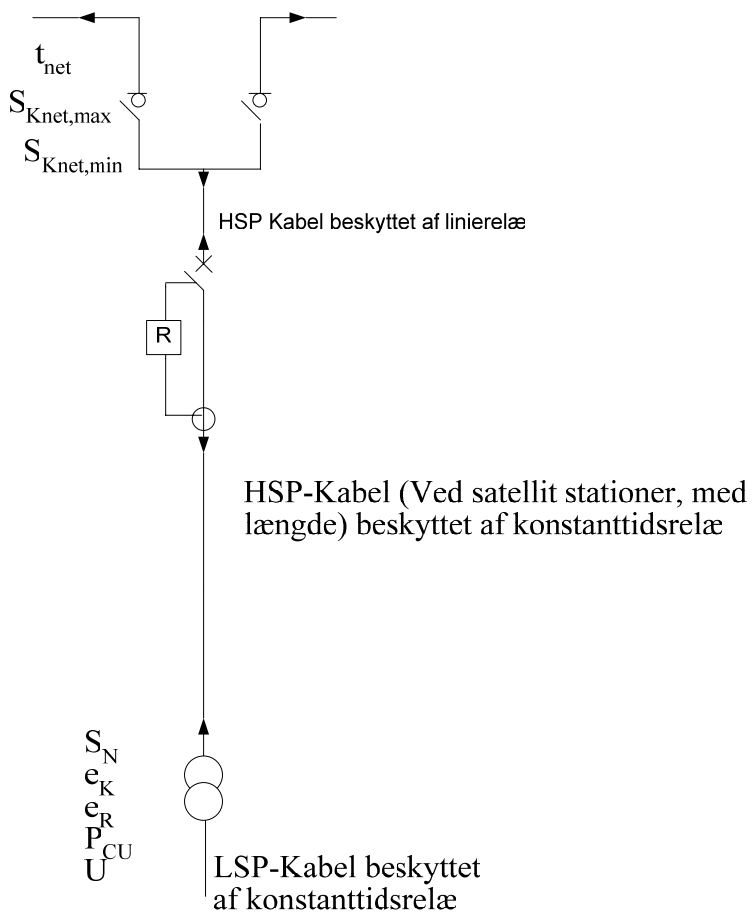 t_net
S_Knet,max
S_Knet,min
HSP Kabel beskyttet af linierelæ
R
HSP-Kabel (Ved satellit stationer, med
længde) beskyttet af konstanttidsrelæ
S_N
e_K
e_R
P_CU
U
LSP-Kabel beskyttet
af konstanttidsrelæ